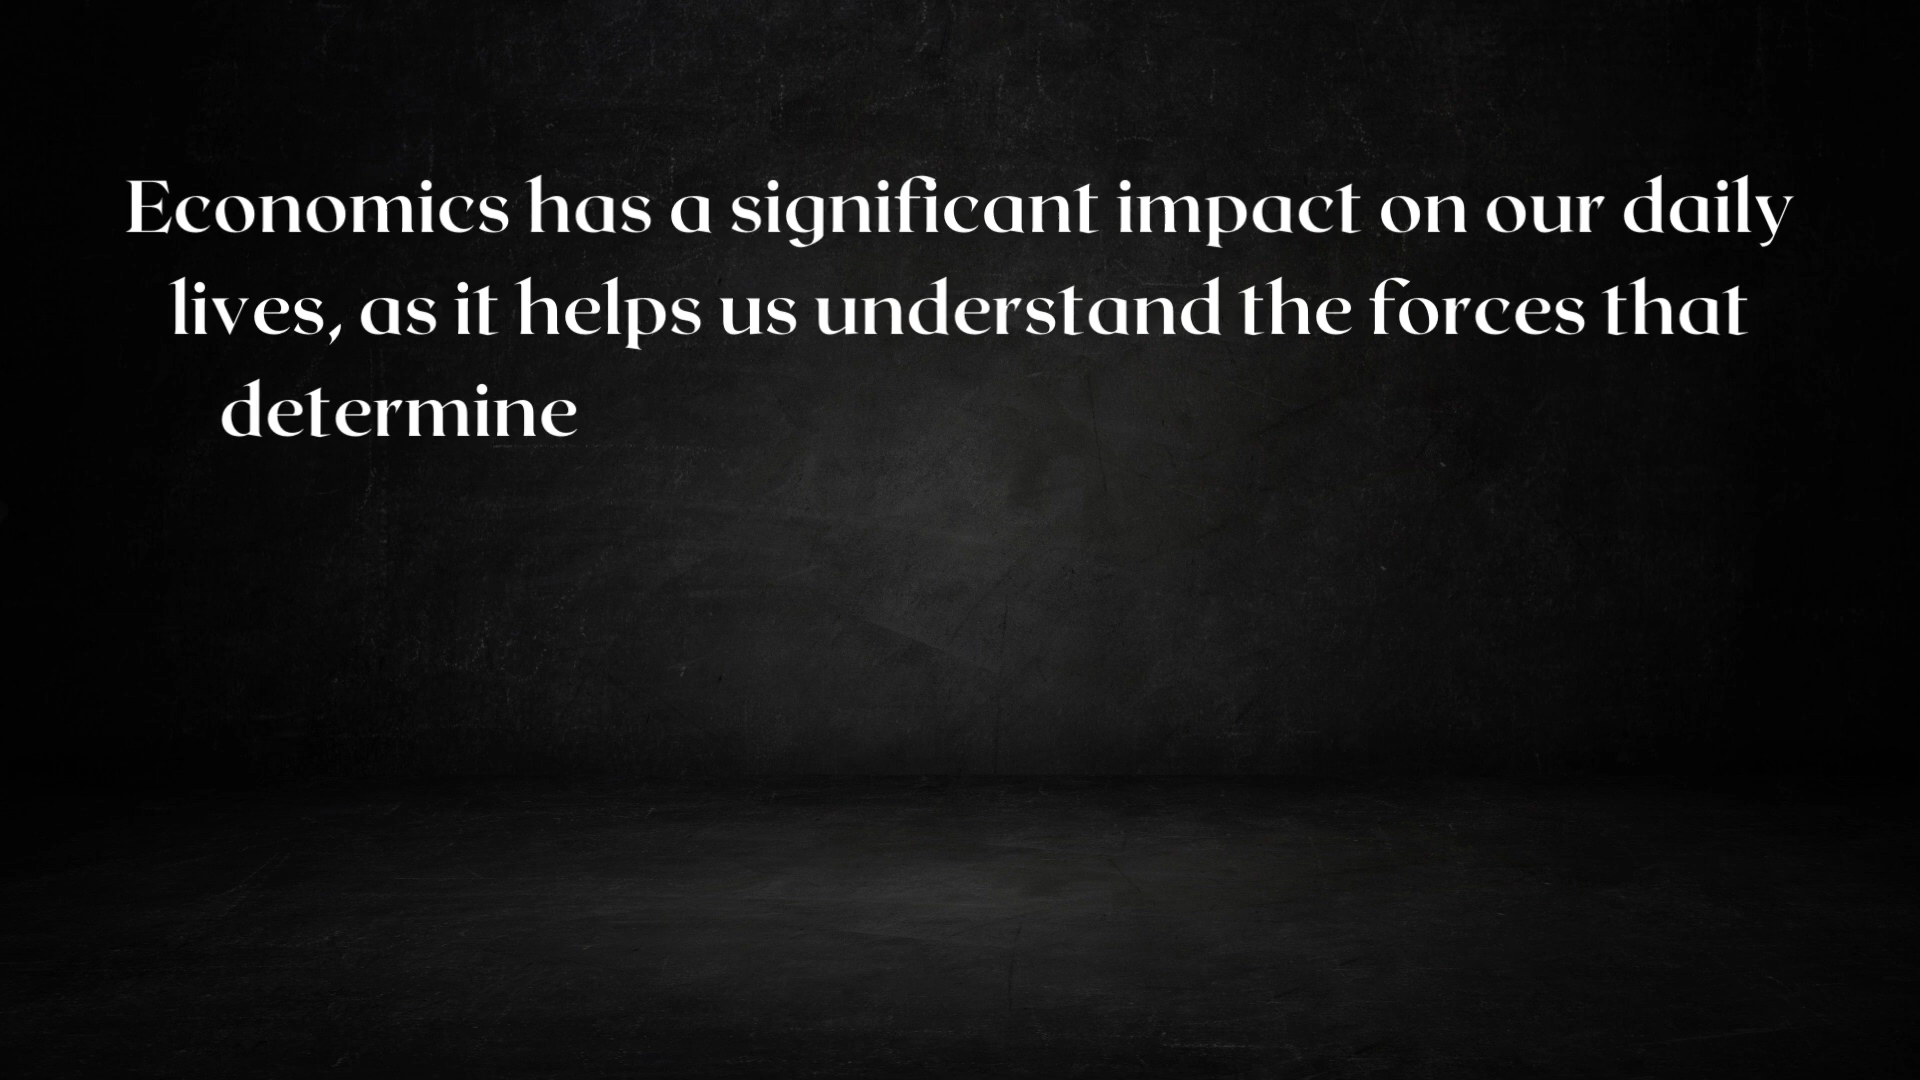 Economics has a significant impact on our daily
lives, as it helps us understand the forces that
determine